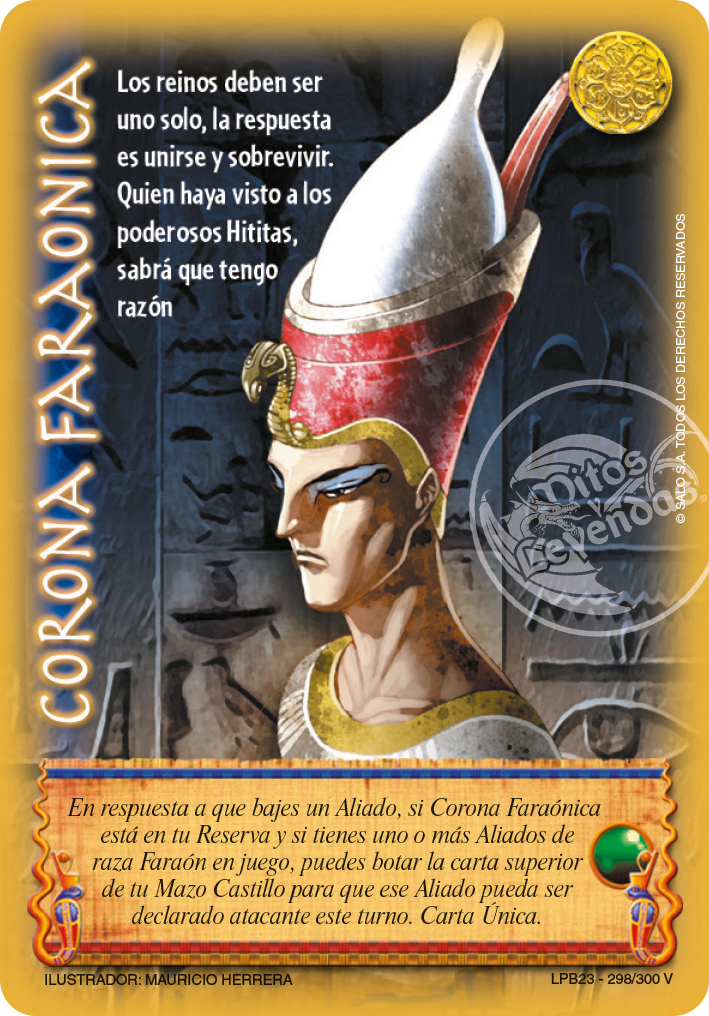 CORONA FARAONICA
Los reinos deben ser
uno solo, la respuesta
es unirse y sobrevivir.
Quien haya visto a los
poderosos Hititas,
sabrá que tengo
razón
© SALO S.A. TODOS LOS DERECHOS RESERVADOS
Mitos
y
Leyendas
®
En respuesta a que bajes un Aliado, si Corona Faraónica
está en tu Reserva y si tienes uno o más Aliados de
raza Faraón en juego, puedes botar la carta superior
de tu Mazo Castillo para que ese Aliado pueda ser
declarado atacante este turno. Carta Única.
ILUSTRADOR: MAURICIO HERRERA
LPB23 - 298/300 V